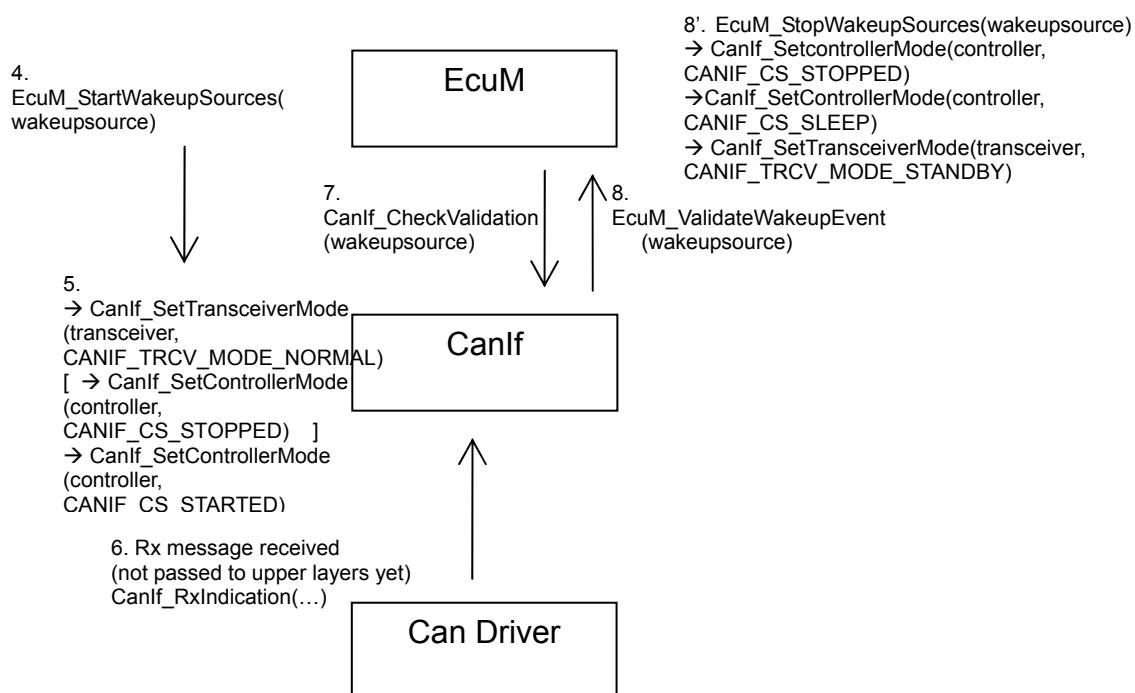 4.
EcuM_StartWakeupSources(
wakeupsource)
EcuM
8’. EcuM_StopWakeupSources(wakeupsource)
→ CanIf_Setcontroller​Mode(controller,
CANIF_CS_STOPPED)
→CanIf_SetControllerMode(controller,
CANIF_CS_SLEEP)
→ CanIf_SetTransceiverMode(transceiver,
CANIF_TRCV_MODE_STANDBY)
7.
CanIf_CheckValidation
(wakeupsource)
8.
EcuM_ValidateWakeupEvent
(wakeupsource)
5.
→ CanIf_SetTransceiverMode
(transceiver,
CANIF_TRCV_MODE_NORMAL)
[ → CanIf_SetControllerMode
(controller,
CANIF_CS_STOPPED) ]
→ CanIf_SetControllerMode
(controller,
CANIF_CS_STARTED)
CanIf
6. Rx message received
(not passed to upper layers yet)
CanIf_RxIndication(…)
Can Driver